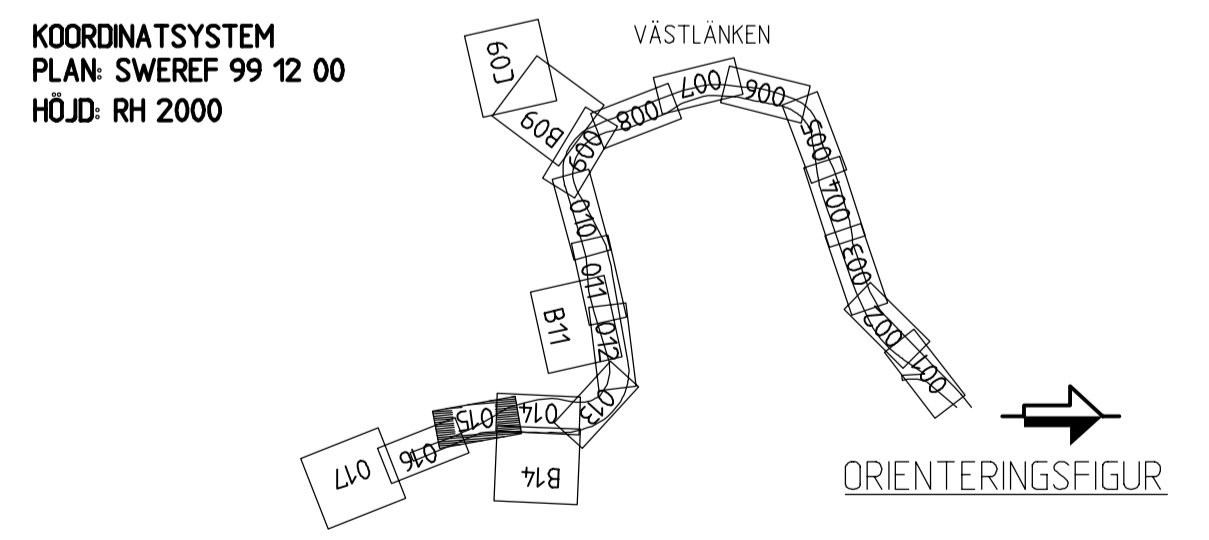 KOORDINATSYSTEM
PLAN: SWEREF 99 12 00
HÖJD: RH 2000
VÄSTLÄNKEN
C09
B09
009
008
007
006
005
004
003
002
001
010
011
B11
012
013
014
015
016
017
B14
ORIENTERINGSFIGUR